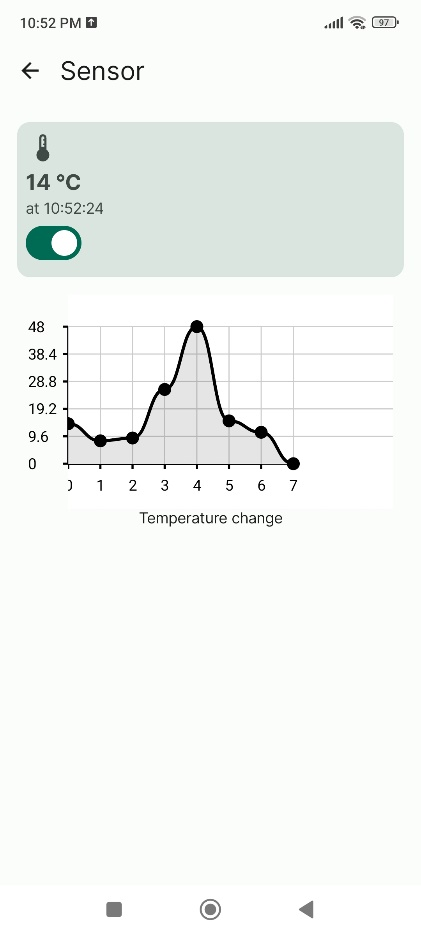 10:52 PM
97
Sensor
14 °C
at 10:52:24
48
38.4
28.8
19.2
9.6
0
0 1 2 3 4 5 6 7
Temperature change